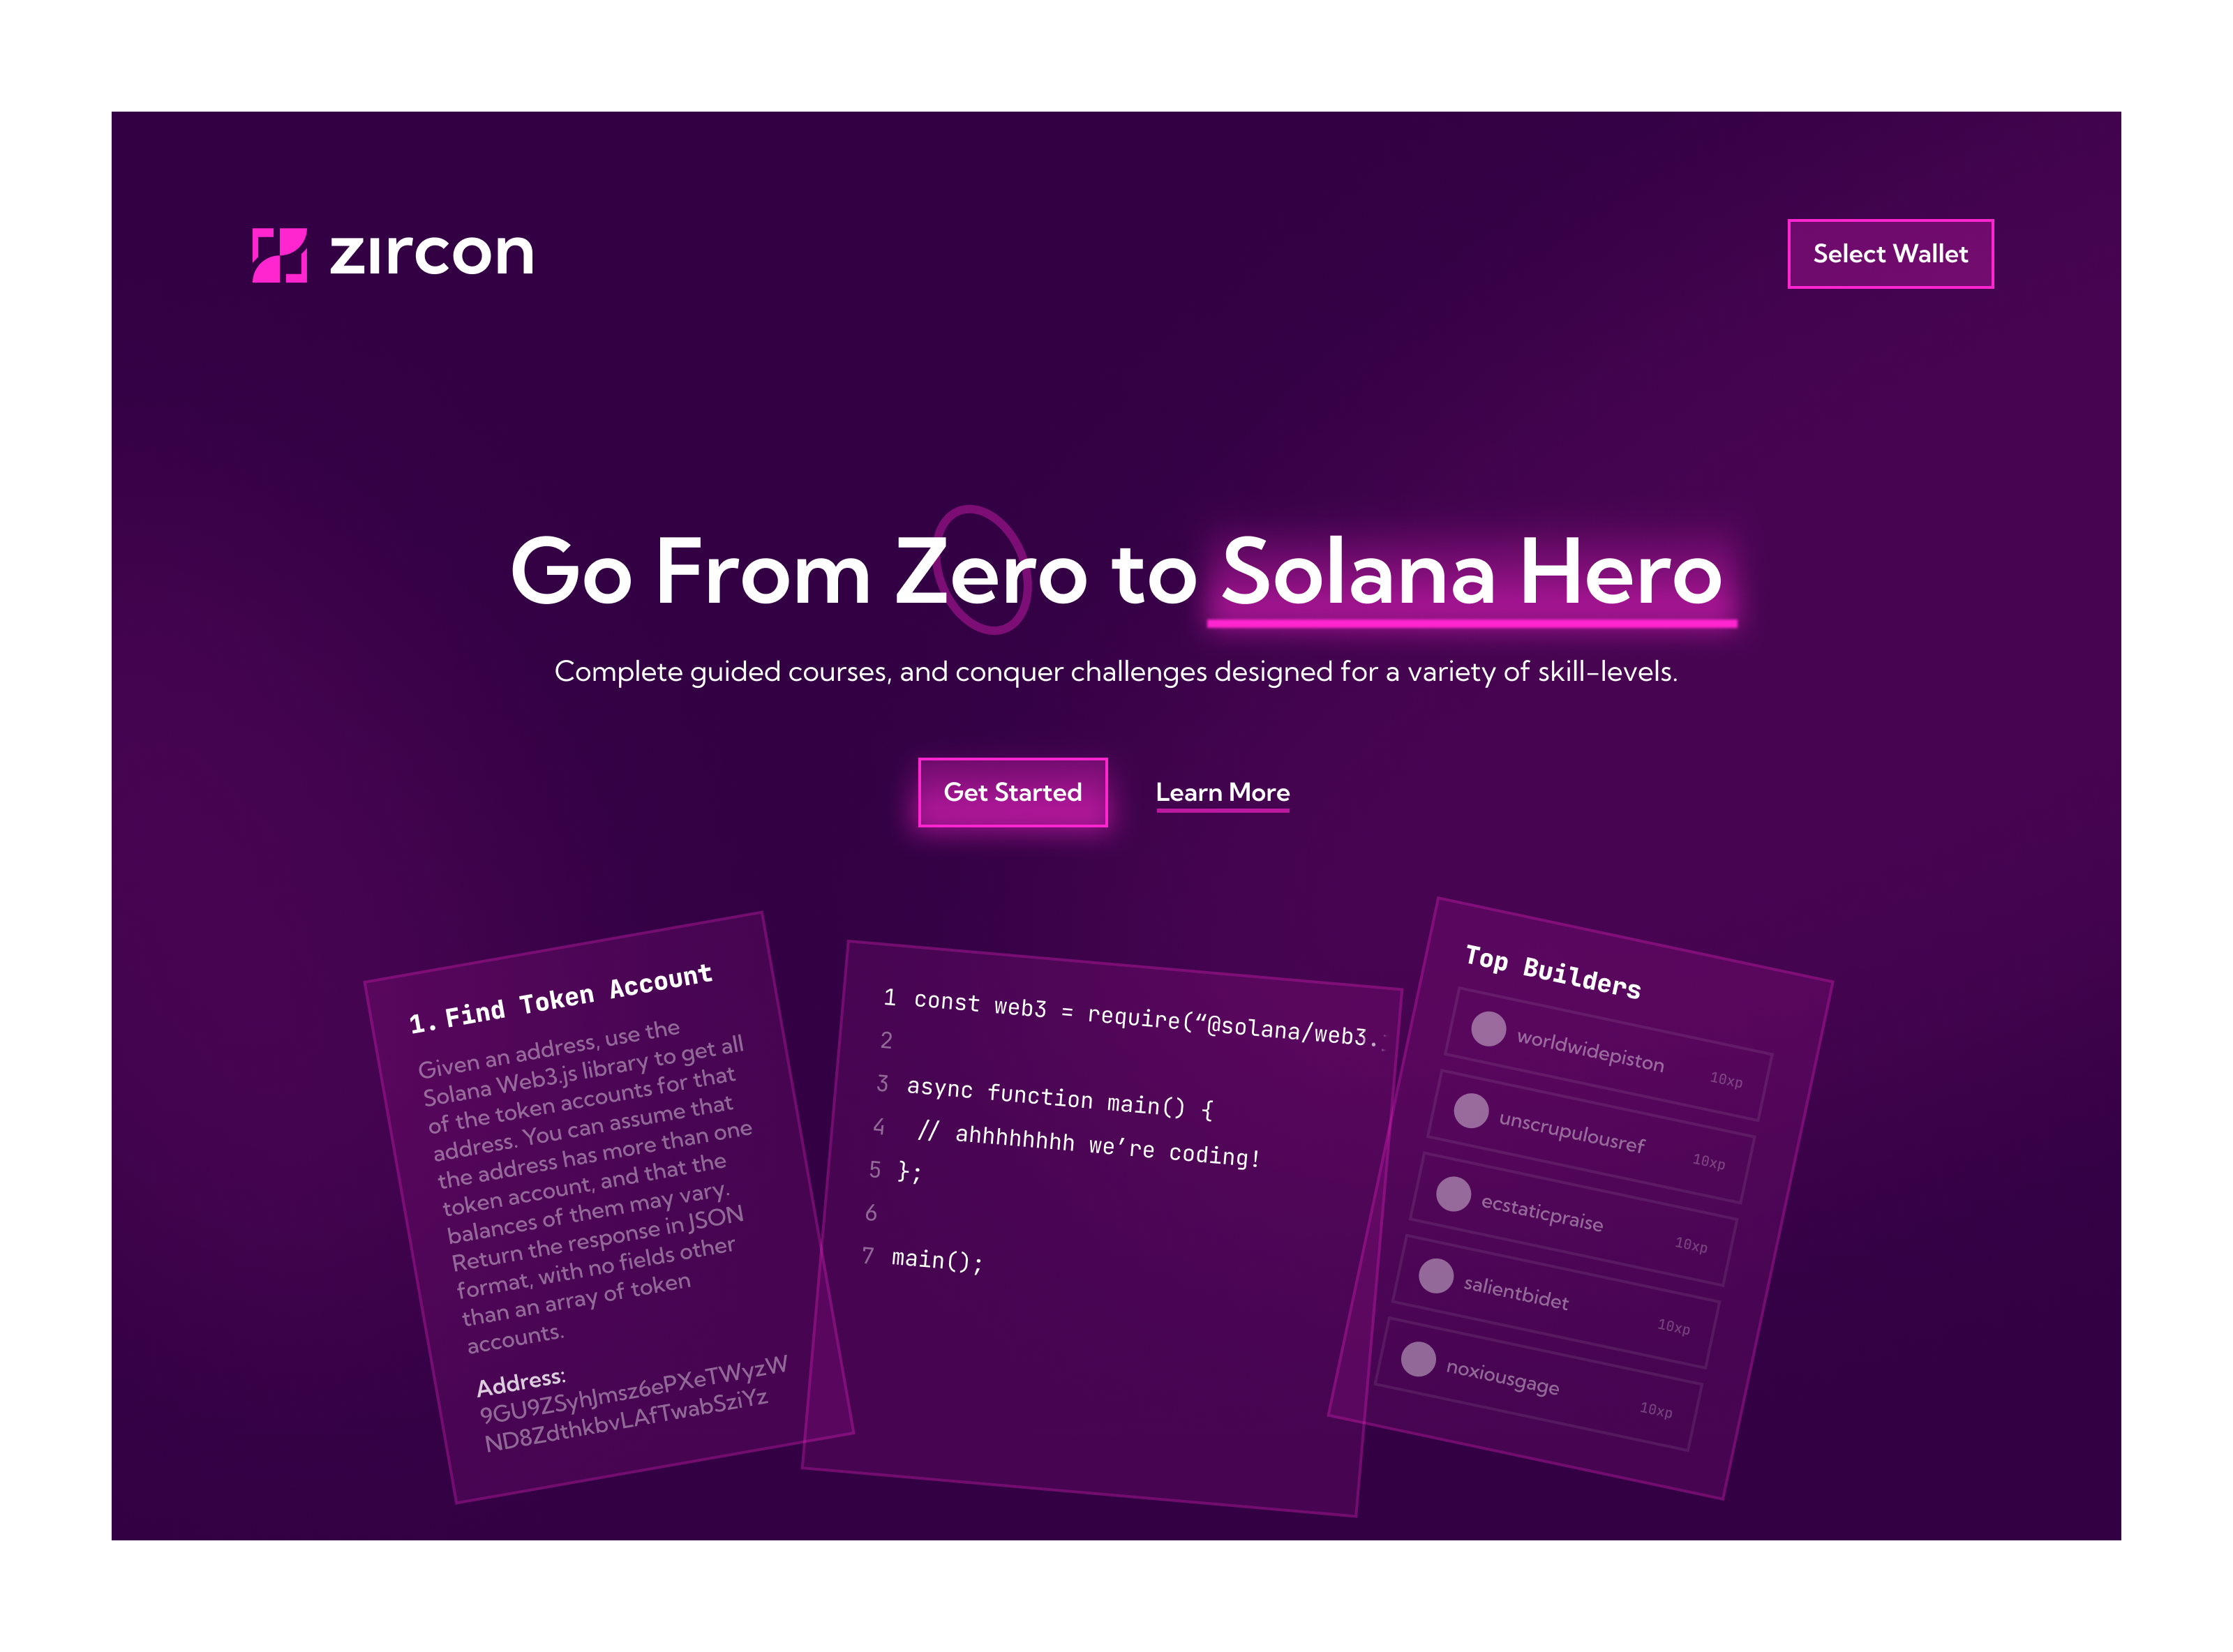 zircon
Select Wallet
Go From Zero to Solana Hero
Complete guided courses, and conquer challenges designed for a variety of skill-levels.
Get Started
Learn More
1. Find Token Account
Given an address, use the
Solana Web3.js library to get all
of the token accounts for that
address. You can assume that
the address has more than one
token account, and that the
balances of them may vary.
Return the response in JSON
format, with no fields other
than an array of token
accounts.
Address:
9GU9ZSyhJmsz6ePXeTWyzW
ND8ZdthkbvLAfTwabSziYz
1 const web3 = require(“@solana/web3.
2
3 async function main() {
4 // ahhhhhhhh we’re coding!
5 };
6
7 main();
Top Builders
worldwidepiston 10xp
unscrupulousref 10xp
ecstaticpraise 10xp
salientbidet 10xp
noxiousgage 10xp